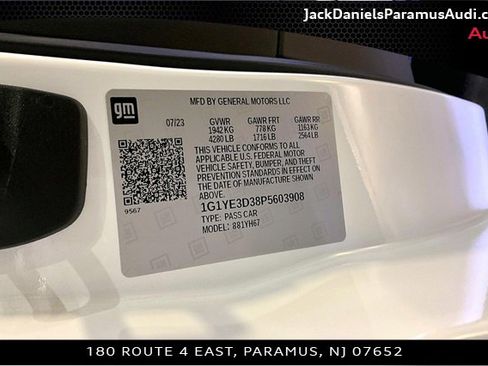 JackDanielsParamusAudi.c
Au
gm
MFD BY GENERAL MOTORS LLC
07/23
GVWR GAWR FRT GAWR RR
1942 KG 778 KG 1163 KG
4280 LB 1716 LB 2564 LB
THIS VEHICLE CONFORMS TO ALL
APPLICABLE U.S. FEDERAL MOTOR
VEHICLE SAFETY, BUMPER, AND THEFT
PREVENTION STANDARDS IN EFFECT ON
THE DATE OF MANUFACTURE SHOWN ABOVE.
9567
1G1YE3D38P5603908
TYPE: PASS CAR
MODEL: 881YH67
180 ROUTE 4 EAST, PARAMUS, NJ 07652